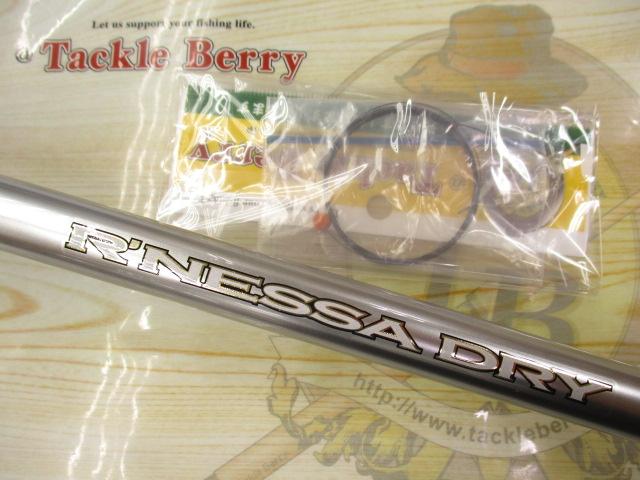 Let us support your fishing life.
@ Tackle Berry
R'NESSA DRY
http://www.tackleber